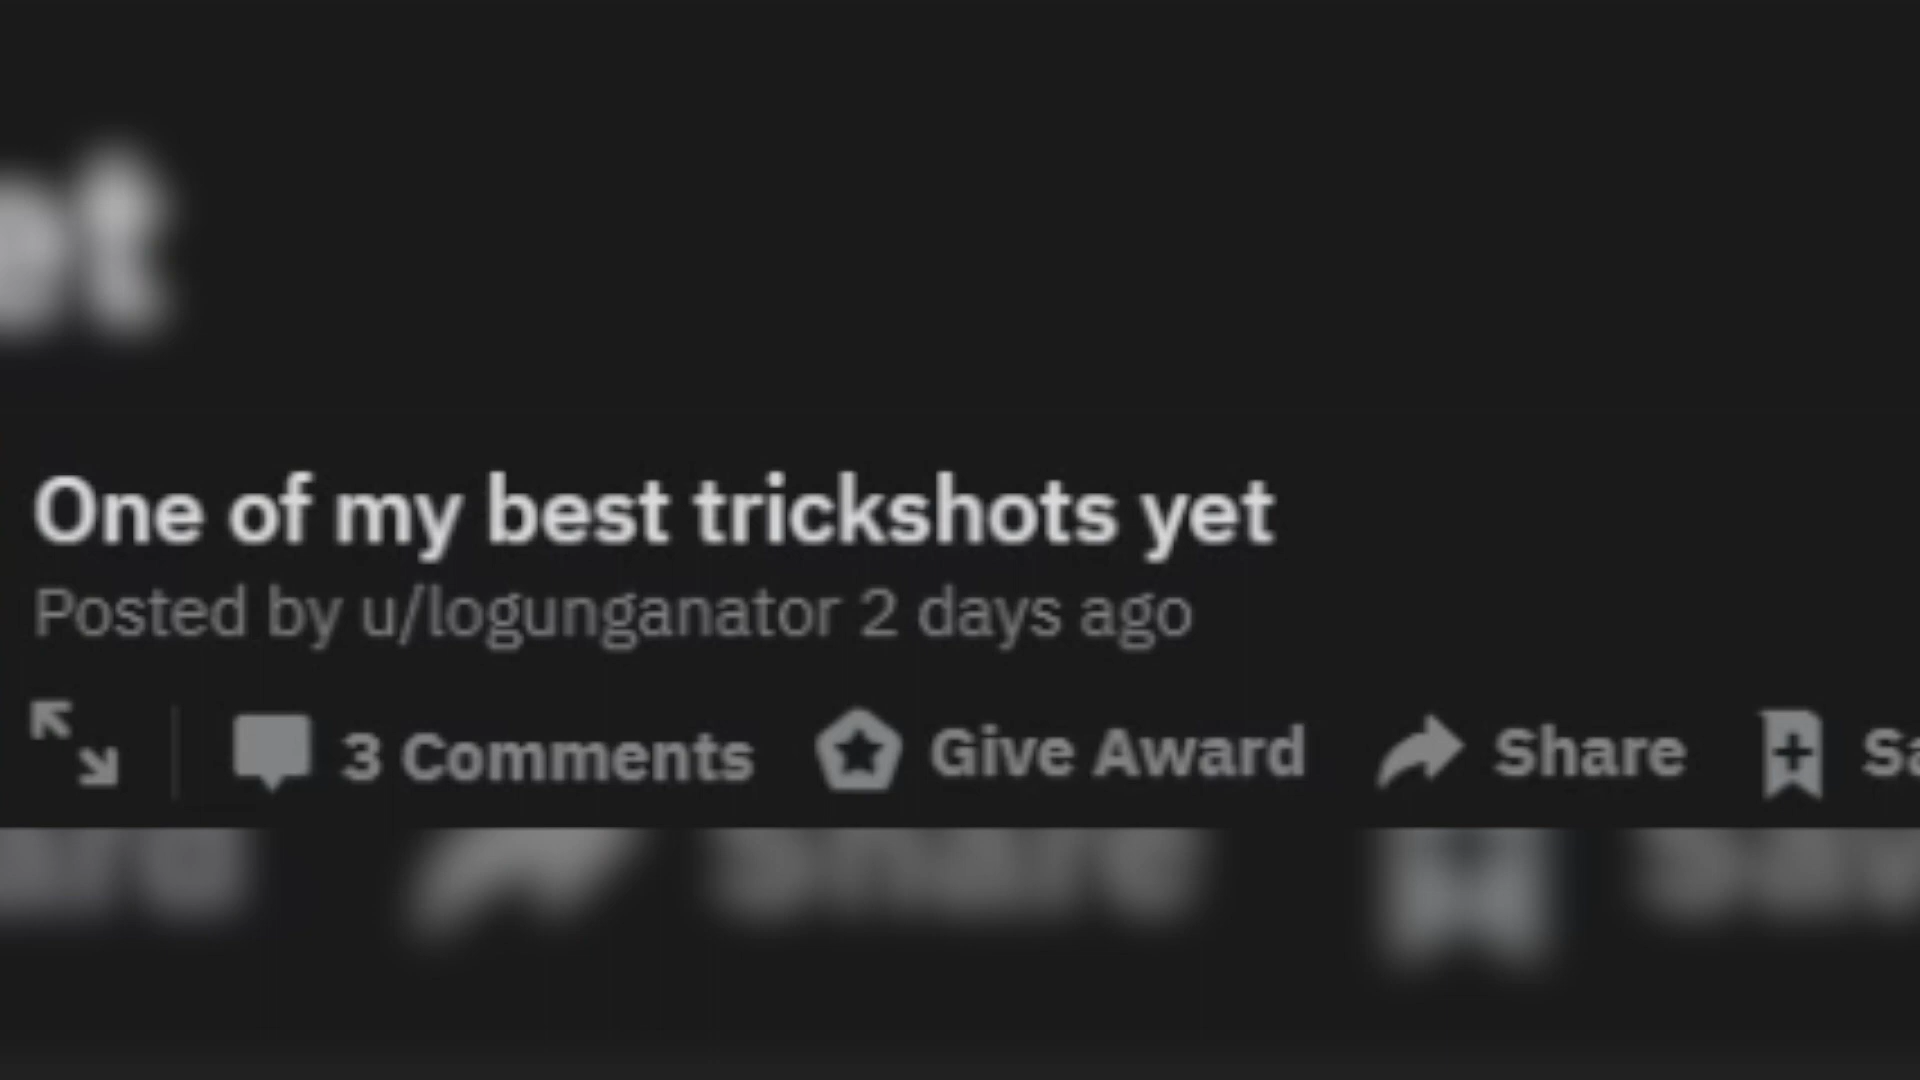 One of my best trickshots yet
Posted by u/logunganator 2 days ago
3 Comments Give Award Share